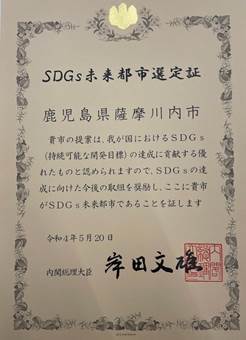 SDGs未来都市選定証
鹿児島県薩摩川内市
貴市の提案は、我が国におけるSDGs
(持続可能な開発目標)の達成に貢献する優
れたものと認められますので、SDGsの達
成に向けた今後の取組を奨励し、ここに貴市
がSDGs未来都市であることを証します
令和4年5月20日
内閣総理大臣 岸田文雄